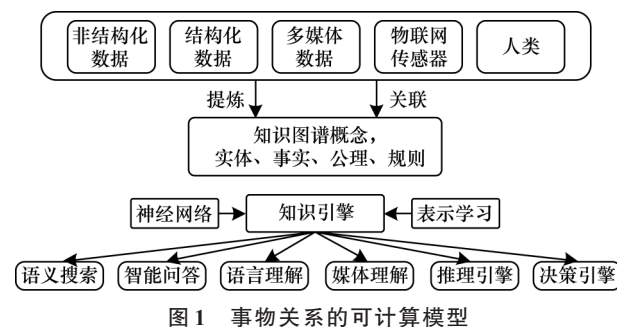 非结构化数据
结构化数据
多媒体数据
物联网传感器
人类
提炼
关联
知识图谱概念，
实体、事实、公理、规则
神经网络
知识引擎
表示学习
语义搜索
智能问答
语言理解
媒体理解
推理引擎
决策引擎
图 1 事物关系的可计算模型